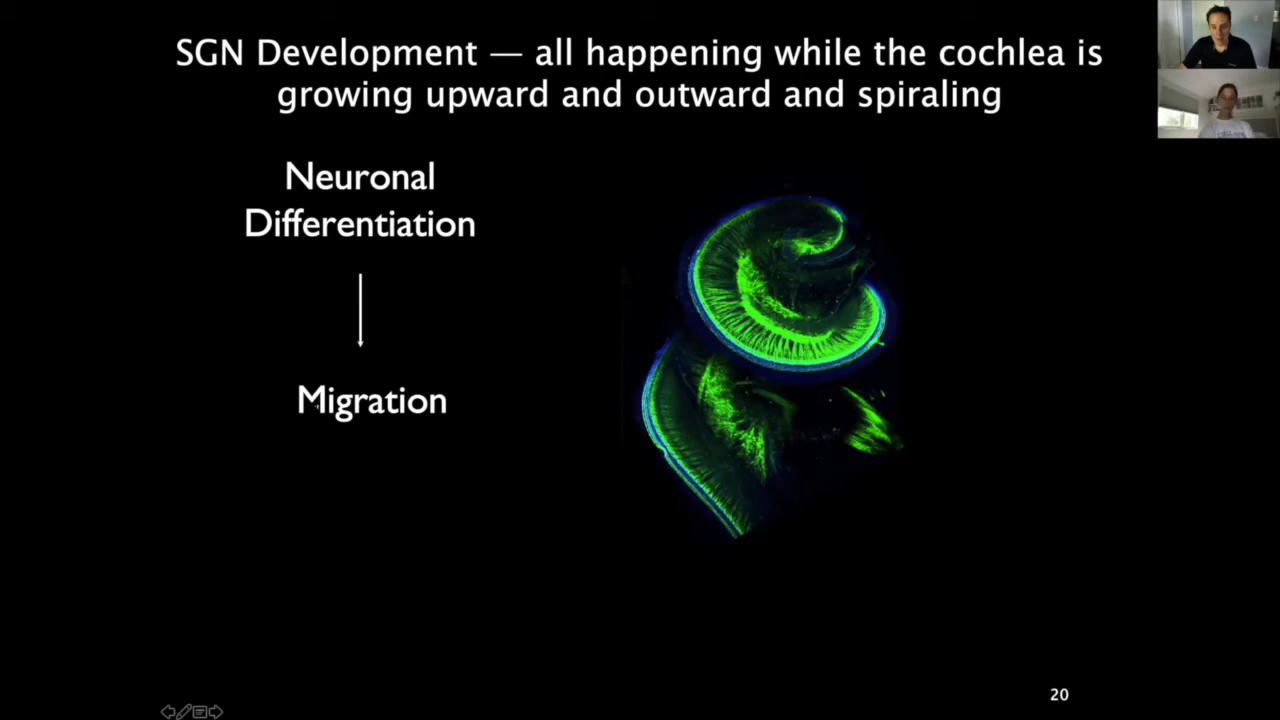 SGN Development — all happening while the cochlea is
growing upward and outward and spiraling
Neuronal
Differentiation
Migration
20